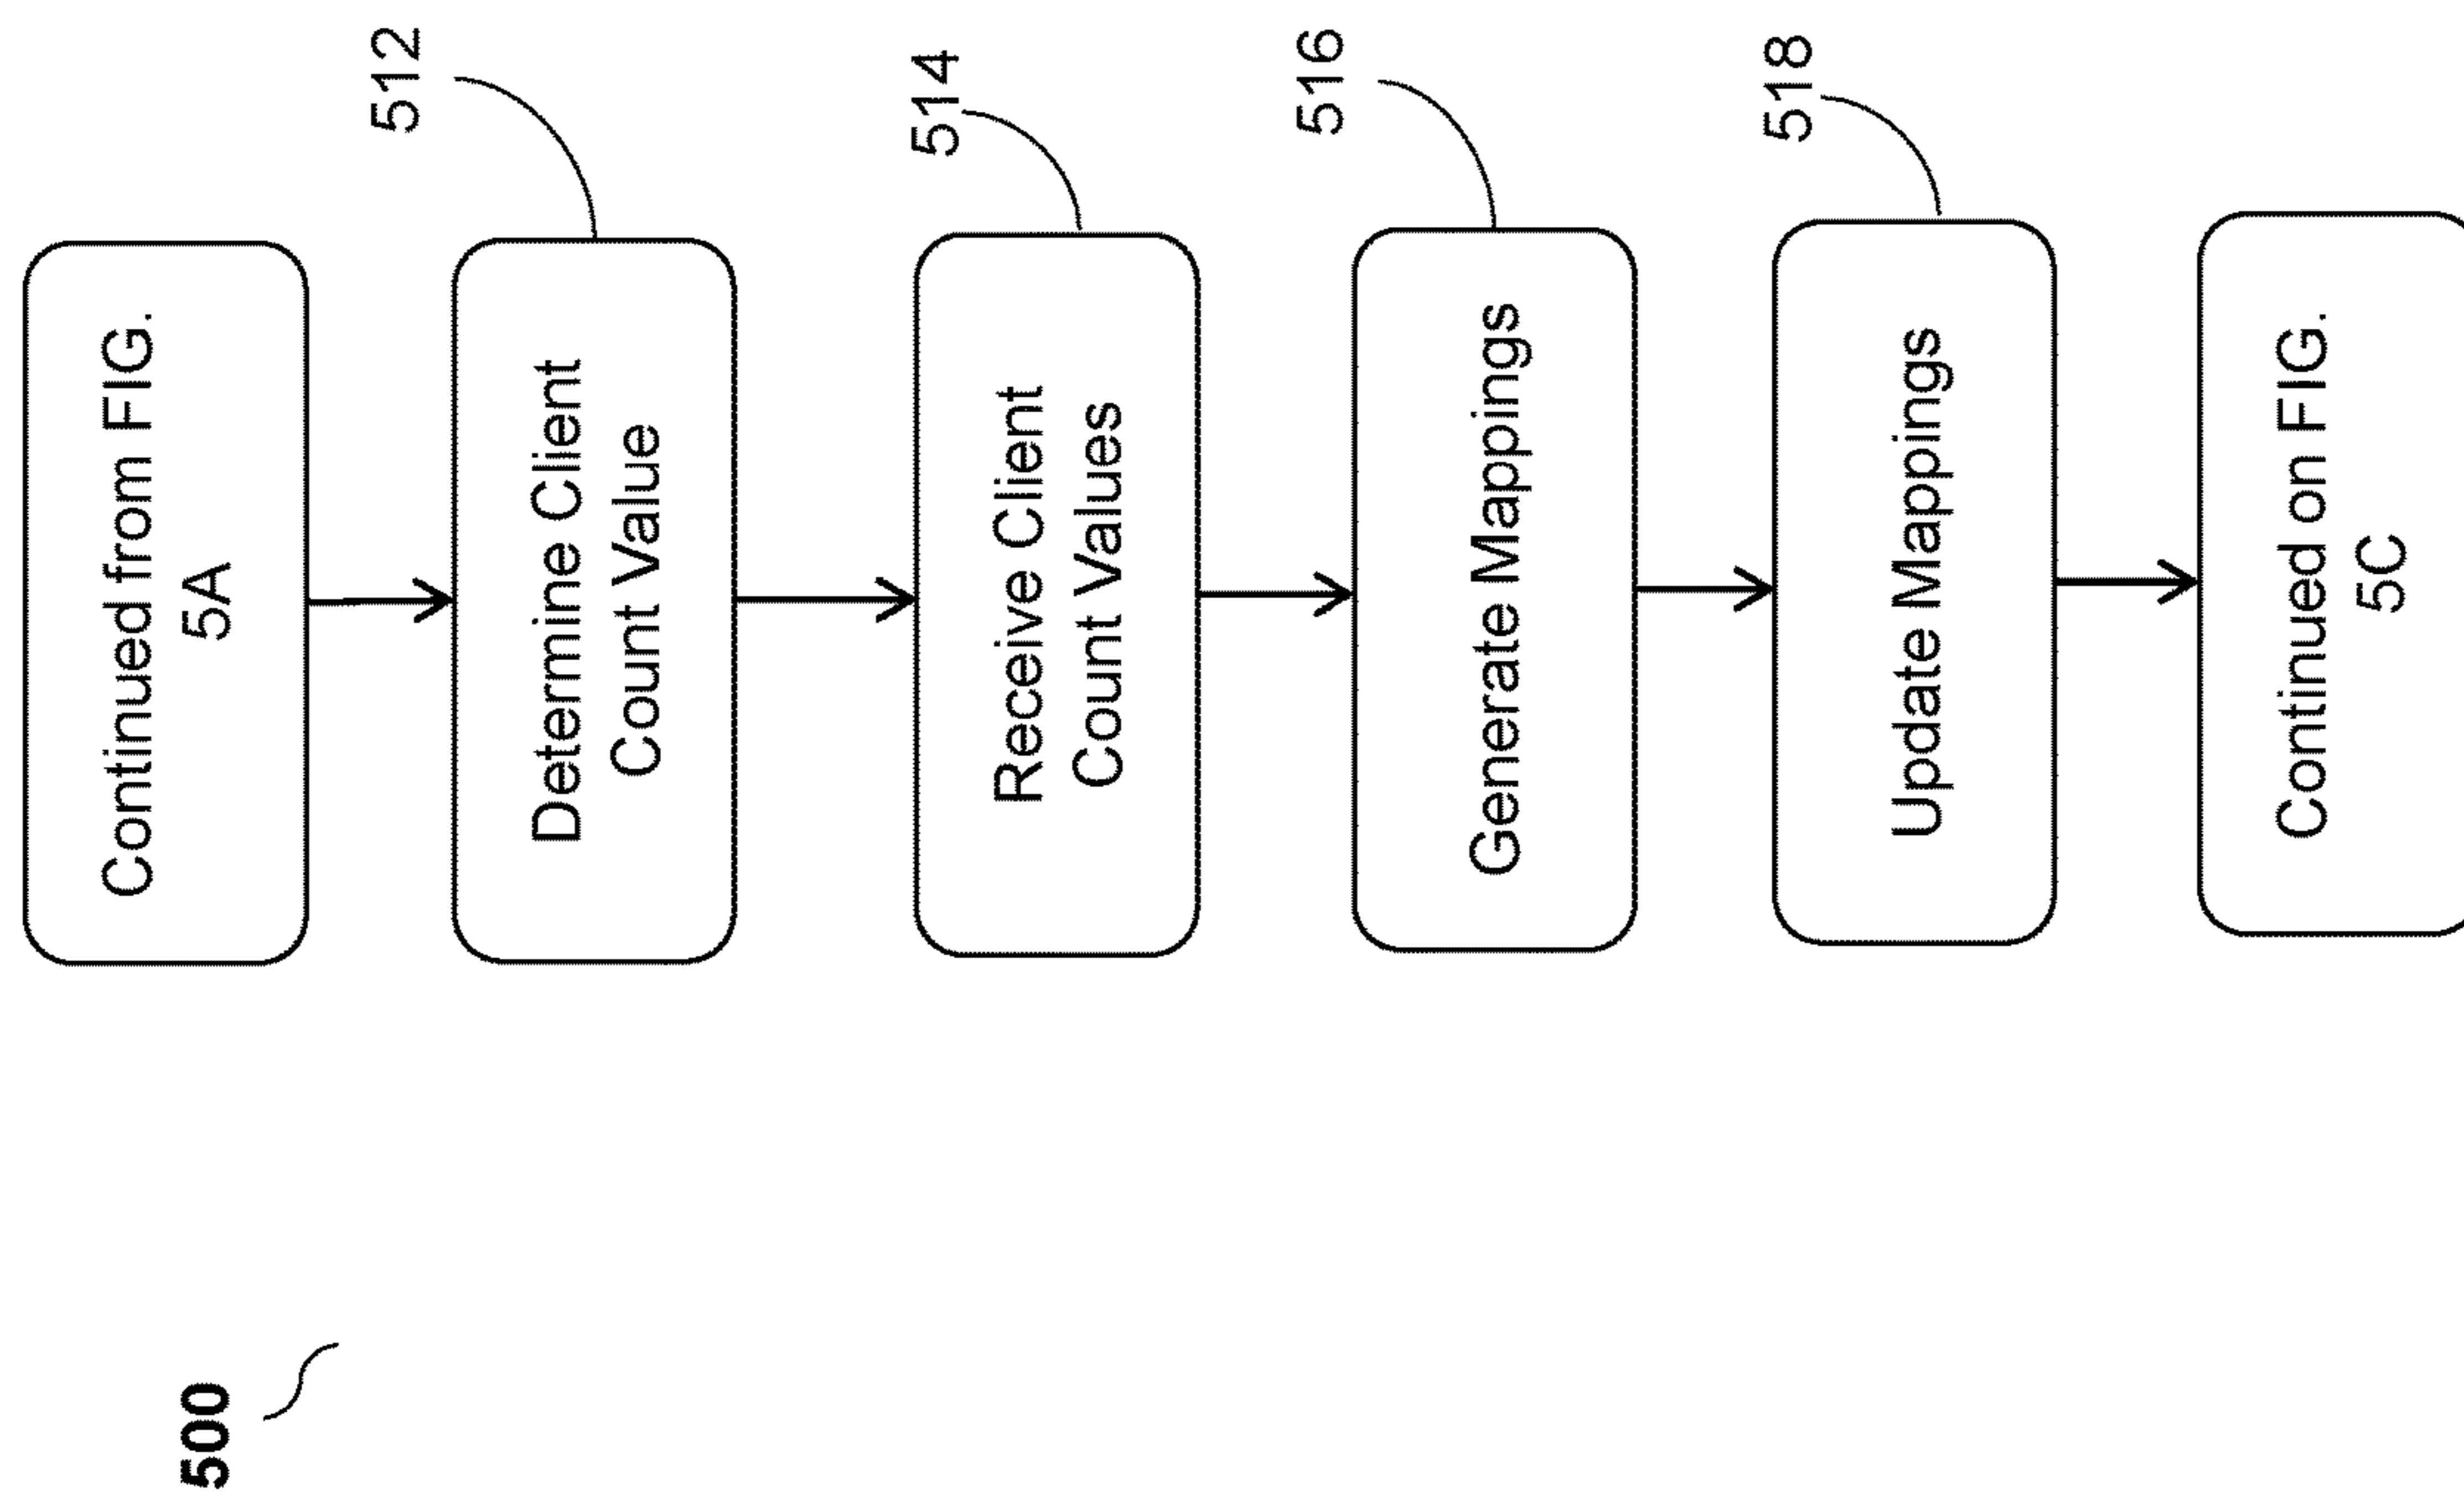 500
Continued from FIG.
5A
512
Determine Client
Count Value
514
Receive Client
Count Values
516
Generate Mappings
518
Update Mappings
Continued on FIG.
5C